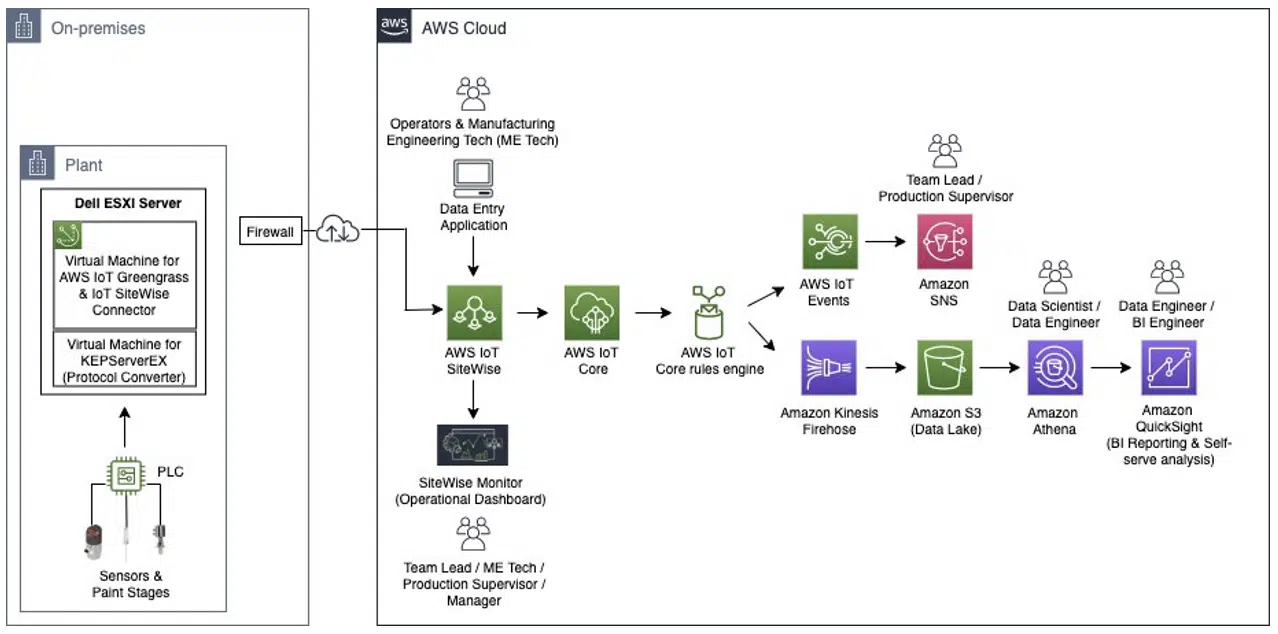 On-premises
Plant
Dell ESXI Server
Virtual Machine for
AWS IoT Greengrass
& IoT SiteWise
Connector
Virtual Machine for
KEPServerEX
(Protocol Converter)
PLC
Sensors &
Paint Stages
Firewall
aws
AWS Cloud
Operators & Manufacturing
Engineering Tech (ME Tech)
Data Entry
Application
AWS IoT
SiteWise
SiteWise Monitor
(Operational Dashboard)
Team Lead / ME Tech /
Production Supervisor /
Manager
AWS IoT
Core
AWS IoT
Core rules engine
AWS IoT
Events
Team Lead /
Production Supervisor
Amazon
SNS
Amazon Kinesis
Firehose
Amazon S3
(Data Lake)
Data Scientist /
Data Engineer
Amazon
Athena
Data Engineer /
BI Engineer
Amazon
QuickSight
(BI Reporting & Self-
serve analysis)